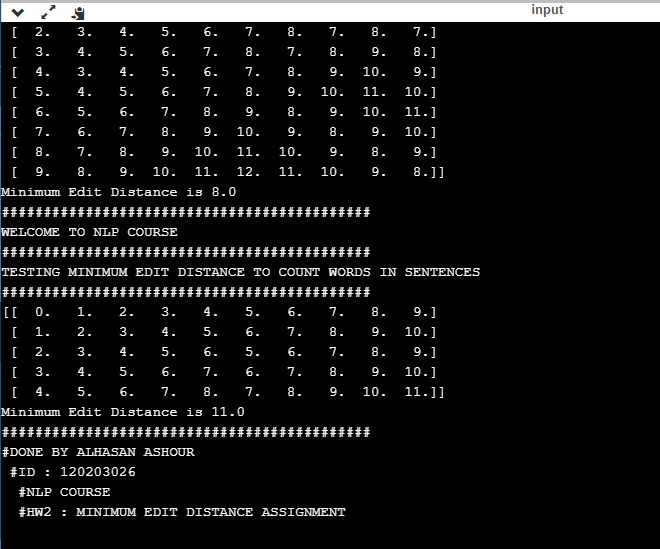 input
[  2.   3.   4.   5.   6.   7.   8.   7.   8.   7.]
[  3.   4.   5.   6.   7.   8.   7.   8.   9.   8.]
[  4.   3.   4.   5.   6.   7.   8.   9.  10.   9.]
[  5.   4.   5.   6.   7.   8.   9.  10.  11.  10.]
[  6.   5.   6.   7.   8.   9.   8.   9.  10.  11.]
[  7.   6.   7.   8.   9.  10.   9.   8.   9.  10.]
[  8.   7.   8.   9.  10.  11.  10.   9.   8.   9.]
[  9.   8.   9.  10.  11.  12.  11.  10.   9.   8.]]
Minimum Edit Distance is 8.0
############################################
WELCOME TO NLP COURSE
############################################
TESTING MINIMUM EDIT DISTANCE TO COUNT WORDS IN SENTENCES
############################################
[[  0.   1.   2.   3.   4.   5.   6.   7.   8.   9.]
[  1.   2.   3.   4.   5.   6.   7.   8.   9.  10.]
[  2.   3.   4.   5.   6.   5.   6.   7.   8.   9.]
[  3.   4.   5.   6.   7.   6.   7.   8.   9.  10.]
[  4.   5.   6.   7.   8.   7.   8.   9.  10.  11.]]
Minimum Edit Distance is 11.0
############################################
#DONE BY ALHASAN ASHOUR
#ID : 120203026
#NLP COURSE
#HW2 : MINIMUM EDIT DISTANCE ASSIGNMENT